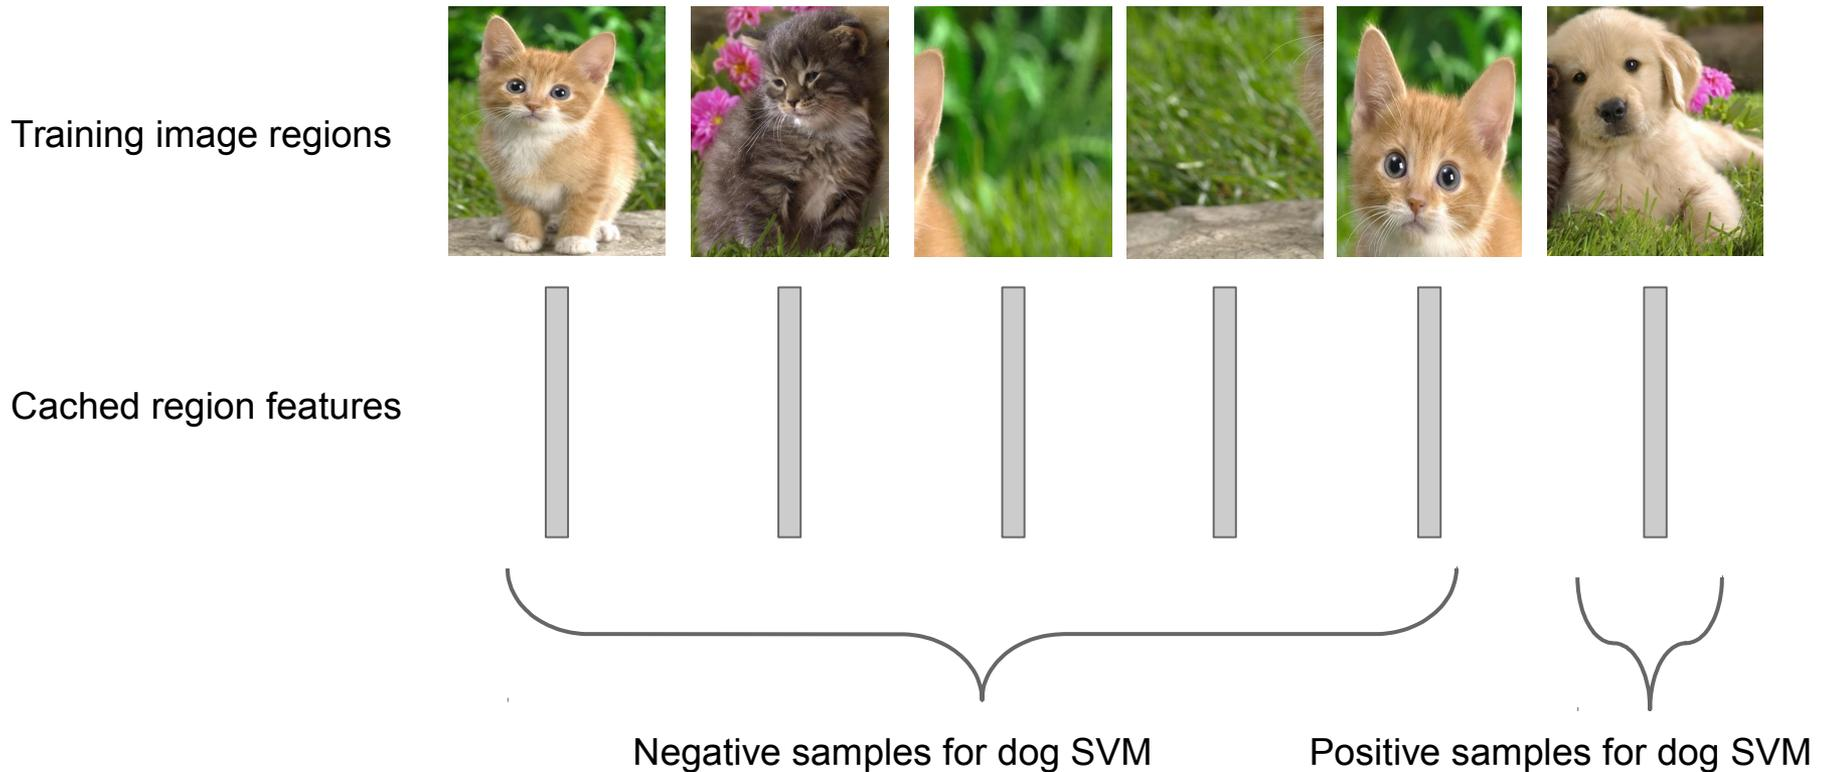 Training image regions
Cached region features
Negative samples for dog SVM
Positive samples for dog SVM